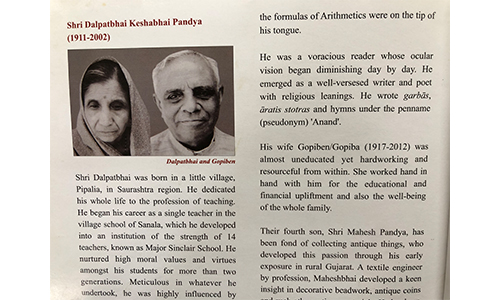 Shri Dalpatbhai Keshabhai Pandya
(1911-2002)
Dalpatbhai and Gopiben
Shri Dalpatbhai was born in a little village,
Pipalia, in Saurashtra region. He dedicated
his whole life to the profession of teaching.
He began his career as a single teacher in the
village school of Sanala, which he developed
into an institution of the strength of 14
teachers, known as Major Sinclair School. He
nurtured high moral values and virtues
amongst his students for more than two
generations. Meticulous in whatever he
undertook, he was highly influenced by
the formulas of Arithmetics were on the tip of
his tongue.
He was a voracious reader whose ocular
vision began diminishing day by day. He
emerged as a well-versesed writer and poet
with religious leanings. He wrote garbās,
āratis stotras and hymns under the penname
(pseudonym) 'Anand'.
His wife Gopiben/Gopiba (1917-2012) was
almost uneducated yet hardworking and
resourceful from within. She worked hand in
hand with him for the educational and
financial upliftment and also the well-being
of the whole family.
Their fourth son, Shri Mahesh Pandya, has
been fond of collecting antique things, who
developed this passion through his early
exposure in rural Gujarat. A textile engineer
by profession, Maheshbhai developed a keen
insight in decorative beadwork, antique coins